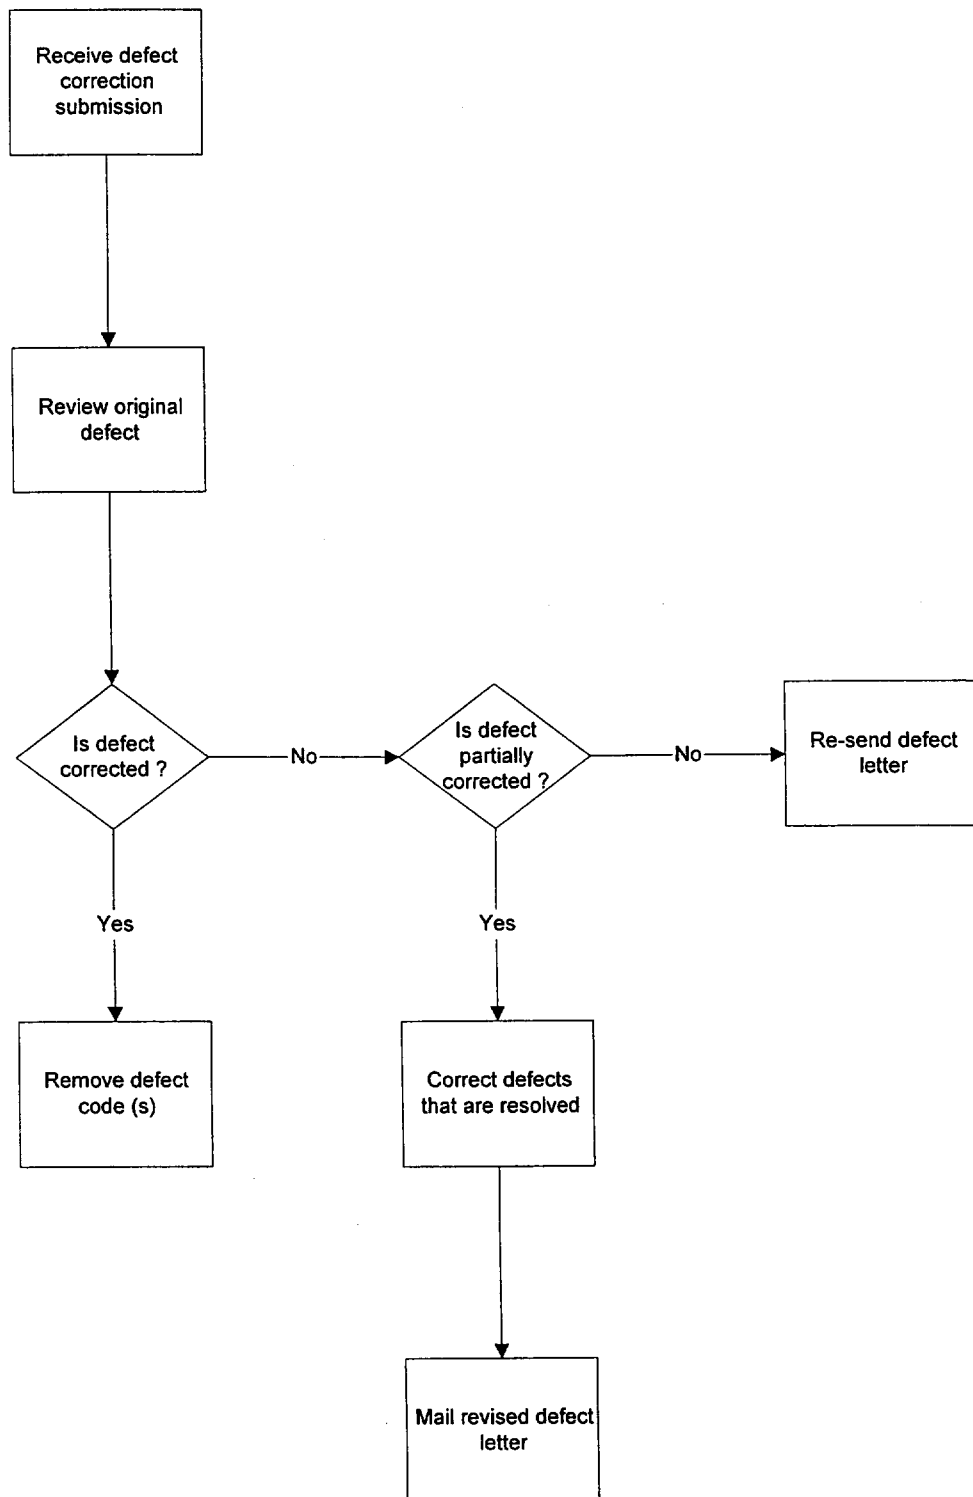 Receive defect
correction
submission
Review original
defect
Is defect
corrected ?
No
Is defect
partially
corrected ?
No
Re-send defect
letter
Yes
Yes
Remove defect
code (s)
Correct defects
that are resolved
Mail revised defect
letter